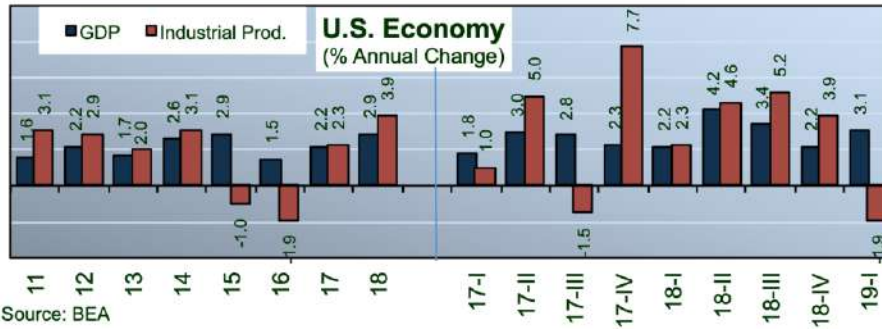 GDP Industrial Prod.
U.S. Economy
(% Annual Change)
1.6 3.1 2.2 2.9 1.7 2.0 2.6 3.1 2.9 -1.0 1.5 -1.9 2.2 2.3 2.9 3.9
1.8 1.0 3.0 5.0 2.8 -1.5 2.3 7.7 2.2 2.3 4.2 4.6 3.4 5.2 2.2 3.9 3.1 -1.9
11 12 13 14 15 16 17 18
17-I 17-II 17-III 17-IV 18-I 18-II 18-III 18-IV 19-I
Source: BEA